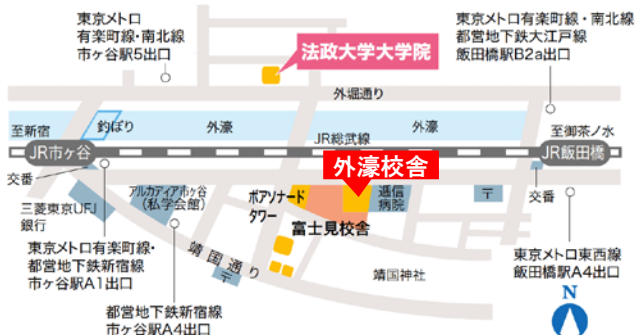 東京メトロ
有楽町線・南北線
市ヶ谷駅5出口
法政大学大学院
東京メトロ有楽町線・南北線
都営地下鉄大江戸線
飯田橋駅B2a出口
外堀通り
至新宿
釣ぼり
外濠
JR総武線
外濠
至御茶ノ水
JR市ヶ谷
JR飯田橋
外濠校舎
交番
三菱東京UFJ
銀行
アルカディア市ヶ谷
(私学会館)
ボアソナード
タワー
逓信
病院
〒
交番
富士見校舎
東京メトロ有楽町線・
都営地下鉄新宿線
市ヶ谷駅A1出口
靖国通り
〒
靖国神社
東京メトロ東西線
飯田橋駅A4出口
都営地下鉄新宿線
市ヶ谷駅A4出口
N